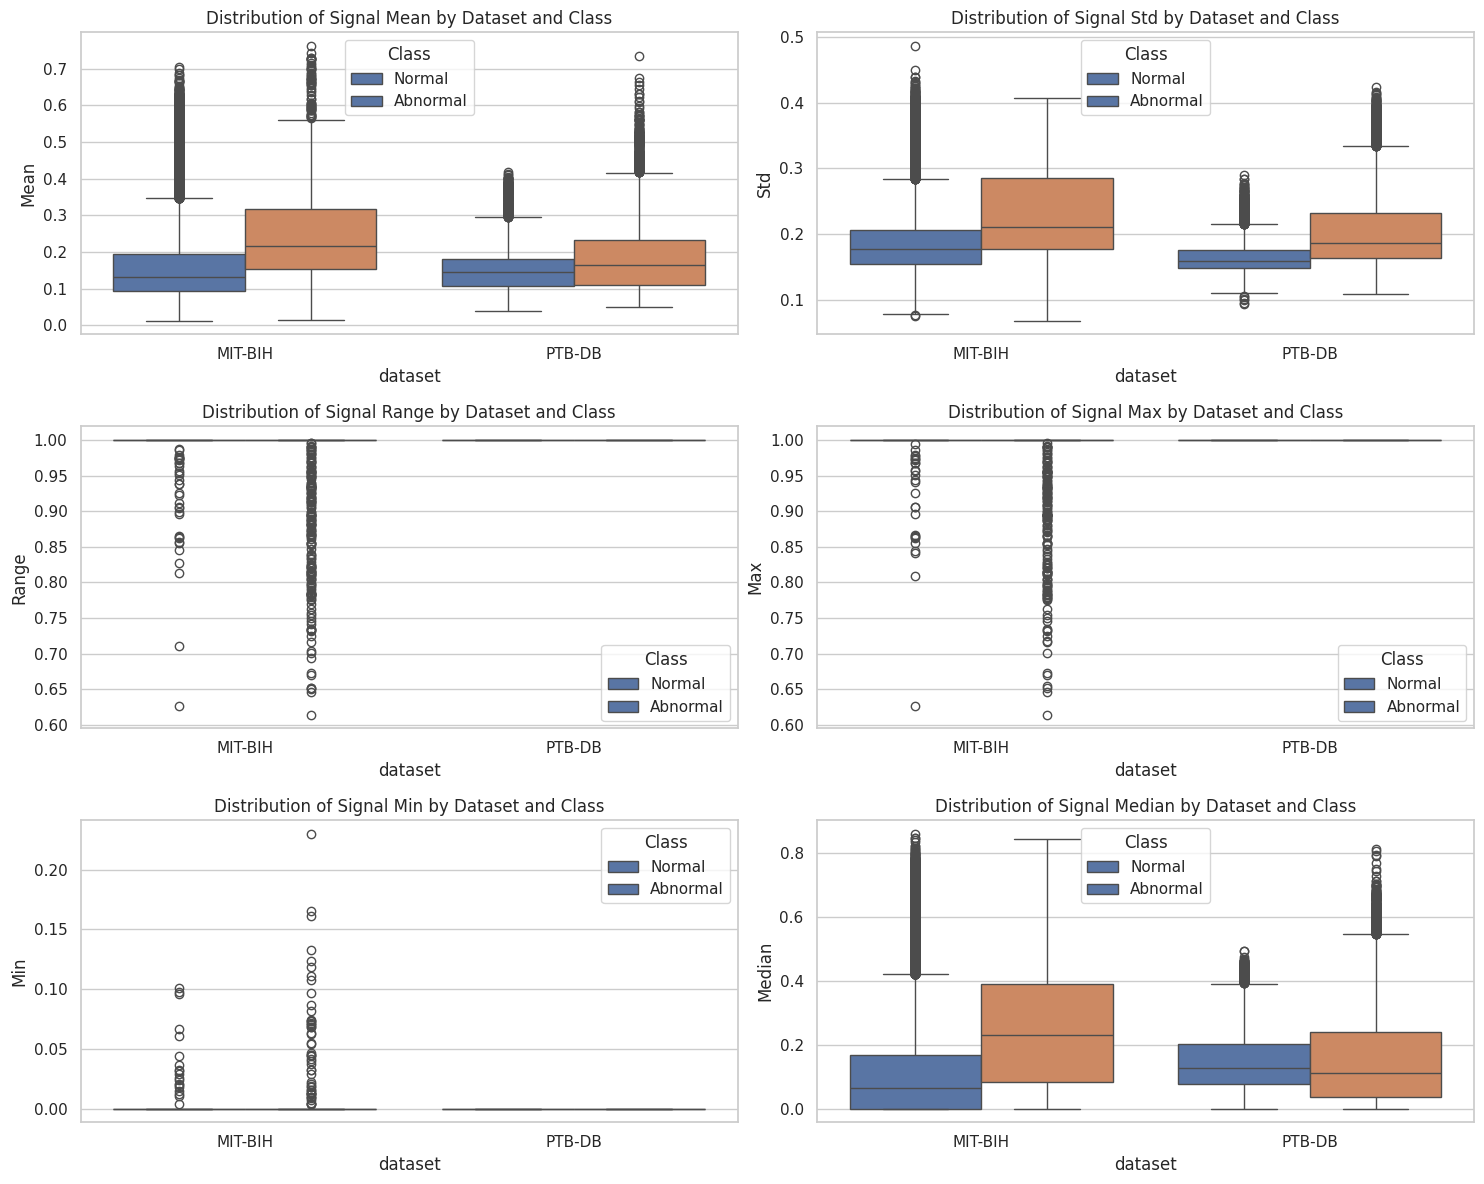 Distribution of Signal Mean by Dataset and Class
Mean
0.7
0.6
0.5
0.4
0.3
0.2
0.1
0.0
Class
Normal
Abnormal
MIT-BIH PTB-DB
dataset
Distribution of Signal Std by Dataset and Class
Std
0.5
0.4
0.3
0.2
0.1
Class
Normal
Abnormal
MIT-BIH PTB-DB
dataset
Distribution of Signal Range by Dataset and Class
Range
1.00
0.95
0.90
0.85
0.80
0.75
0.70
0.65
0.60
Class
Normal
Abnormal
MIT-BIH PTB-DB
dataset
Distribution of Signal Max by Dataset and Class
Max
1.00
0.95
0.90
0.85
0.80
0.75
0.70
0.65
0.60
Class
Normal
Abnormal
MIT-BIH PTB-DB
dataset
Distribution of Signal Min by Dataset and Class
Min
0.20
0.15
0.10
0.05
0.00
Class
Normal
Abnormal
MIT-BIH PTB-DB
dataset
Distribution of Signal Median by Dataset and Class
Median
0.8
0.6
0.4
0.2
0.0
Class
Normal
Abnormal
MIT-BIH PTB-DB
dataset